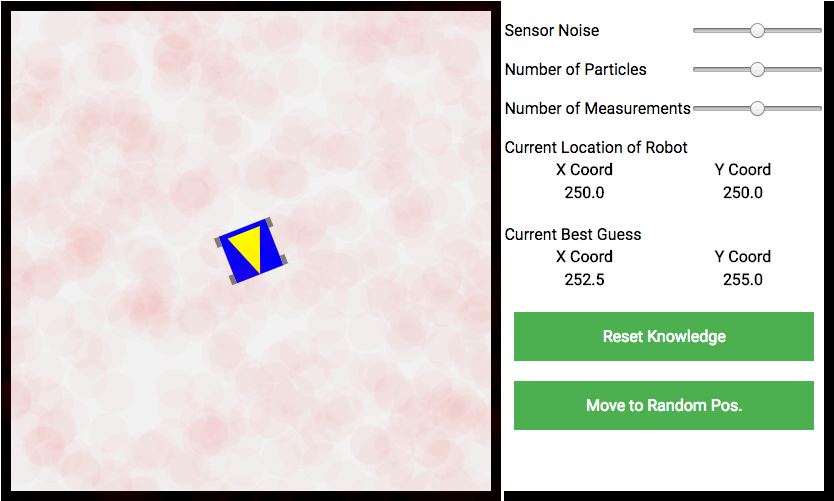 Sensor Noise
Number of Particles
Number of Measurements
Current Location of Robot
X Coord Y Coord
250.0 250.0
Current Best Guess
X Coord Y Coord
252.5 255.0
Reset Knowledge
Move to Random Pos.